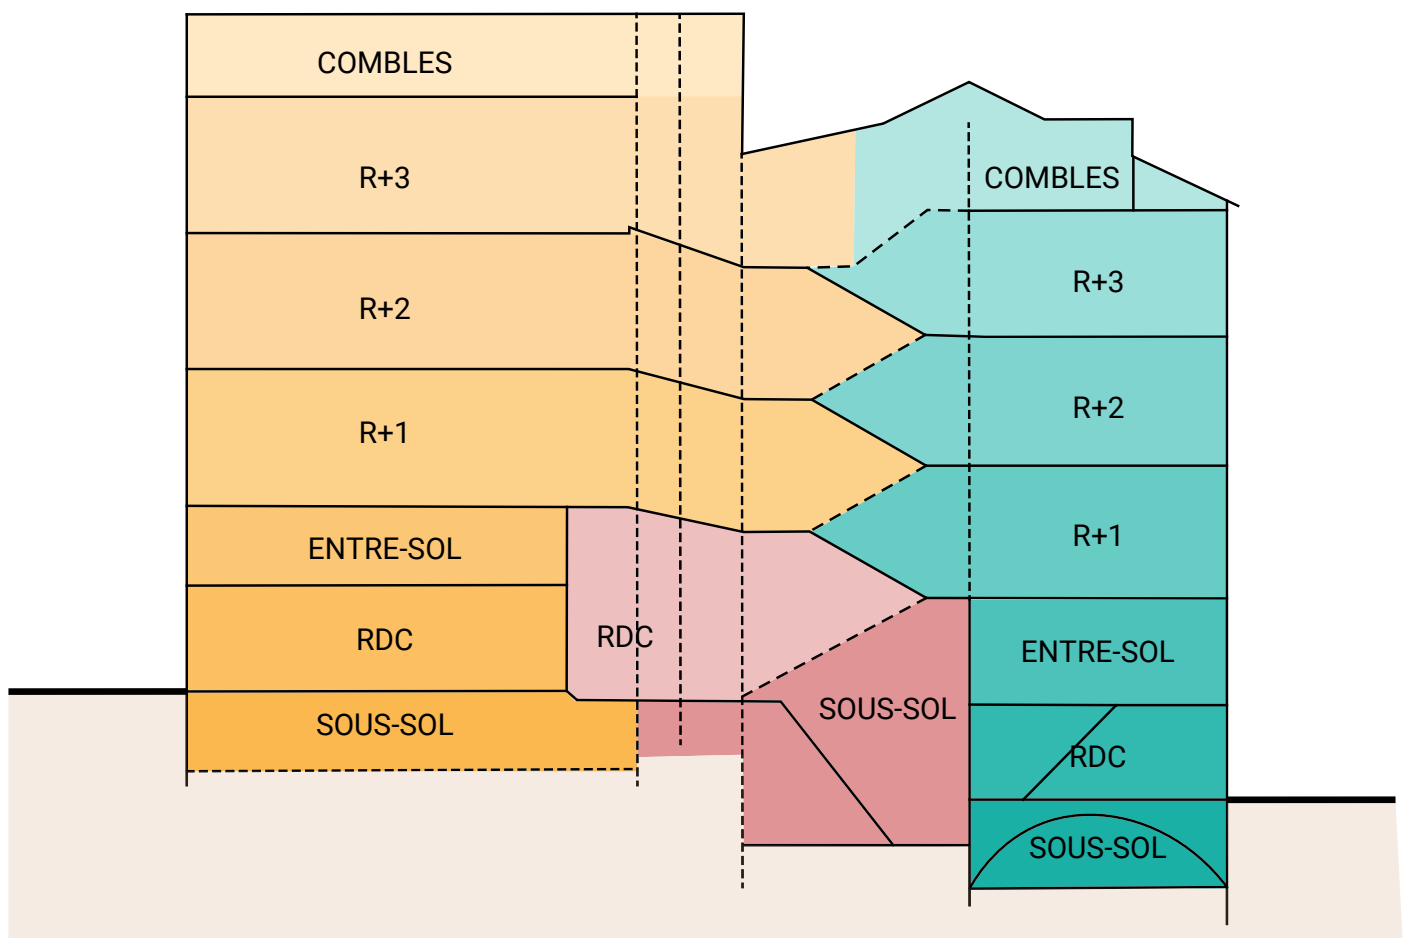 COMBLES
R+3
R+2
R+1
ENTRE-SOL
RDC
SOUS-SOL
RDC
SOUS-SOL
COMBLES
R+3
R+2
R+1
ENTRE-SOL
RDC
SOUS-SOL